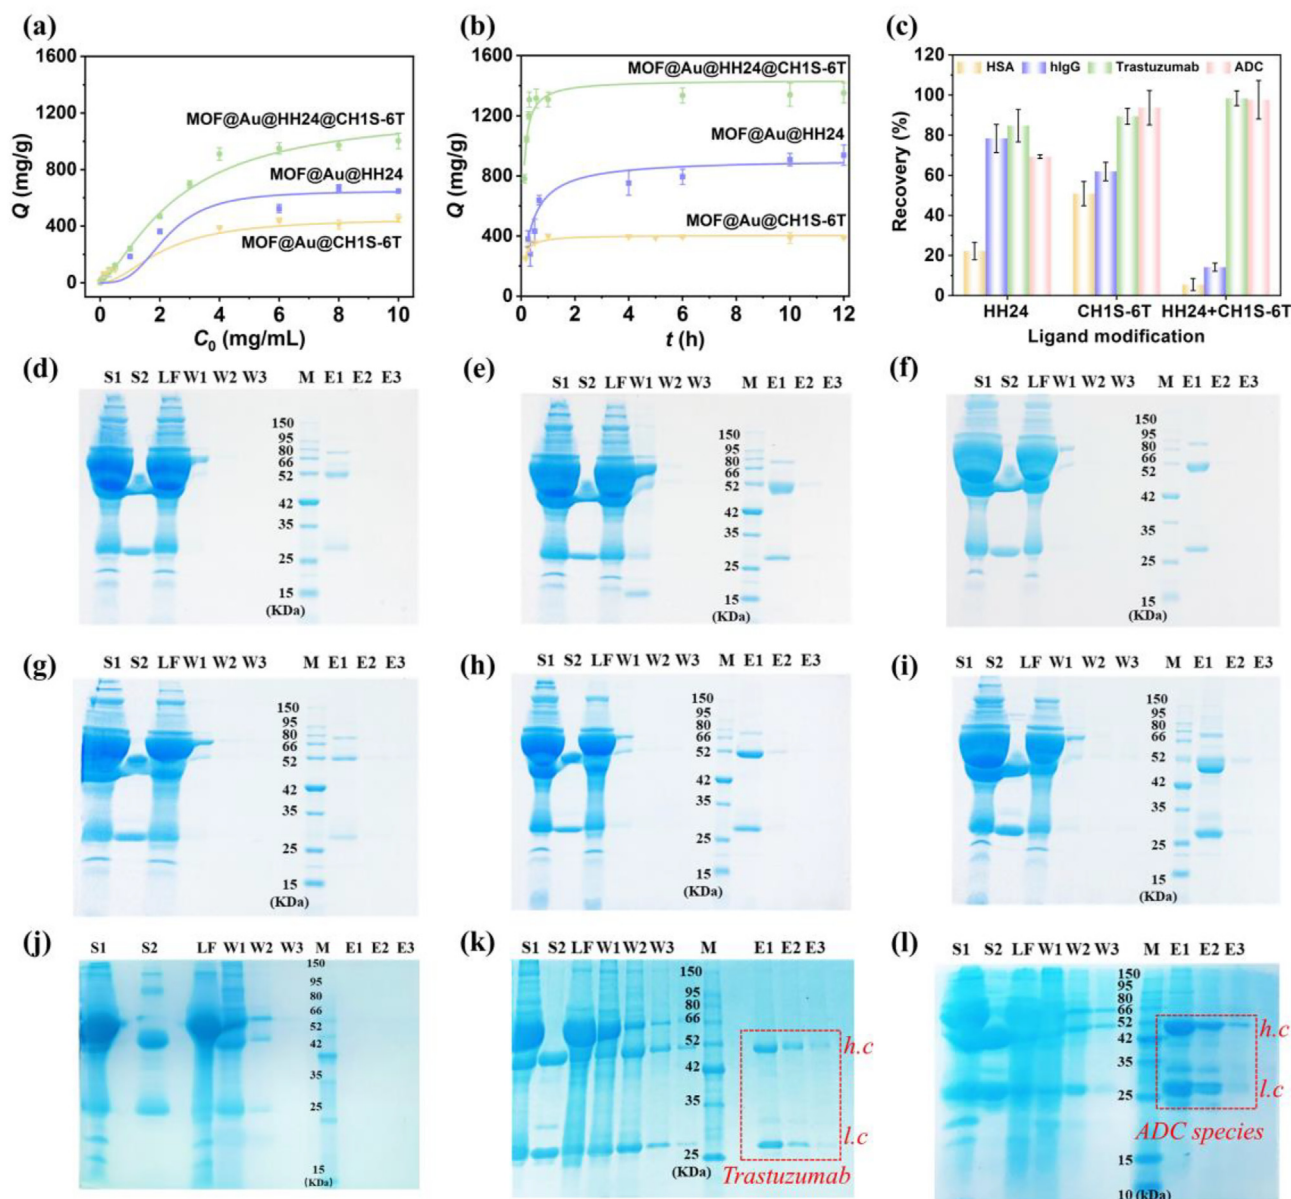 (a)
1600
1200
800
400
0
Q (mg/g)
MOF@Au@HH24@CH1S-6T
MOF@Au@HH24
MOF@Au@CH1S-6T
0 2 4 6 8 10
C0 (mg/mL)
(b)
1600
1200
800
400
0
Q (mg/g)
MOF@Au@HH24@CH1S-6T
MOF@Au@HH24
MOF@Au@CH1S-6T
0 2 4 6 8 10 12
t (h)
(c)
120
100
80
60
40
20
0
Recovery (%)
HSA hIgG Trastuzumab ADC
HH24 CH1S-6T HH24+CH1S-6T
Ligand modification
(d)
S1 S2 LF W1 W2 W3 M E1 E2 E3
150
95
80
66
52
42
35
25
15
(KDa)
(e)
S1 S2 LF W1 W2 W3 M E1 E2 E3
150
95
80
66
52
42
35
25
15
(KDa)
(f)
S1 S2 LF W1 W2 W3 M E1 E2 E3
150
95
80
66
52
42
35
25
15
(KDa)
(g)
S1 S2 LF W1 W2 W3 M E1 E2 E3
150
95
80
66
52
42
35
25
15
(KDa)
(h)
S1 S2 LF W1 W2 W3 M E1 E2 E3
150
95
80
66
52
42
35
25
15
(KDa)
(i)
S1 S2 LF W1 W2 W3 M E1 E2 E3
150
95
80
66
52
42
35
25
15
(KDa)
(j)
S1 S2 LF W1 W2 W3 M E1 E2 E3
150
95
80
66
52
42
35
25
15
(KDa)
(k)
S1 S2 LF W1 W2 W3 M E1 E2 E3
150
95
80
66
52
42
35
25
(KDa)
h.c
l.c
Trastuzumab
(l)
S1 S2 LF W1 W2 W3 M E1 E2 E3
150
95
80
66
52
42
35
25
15
10 (kDa)
h.c
l.c
ADC species